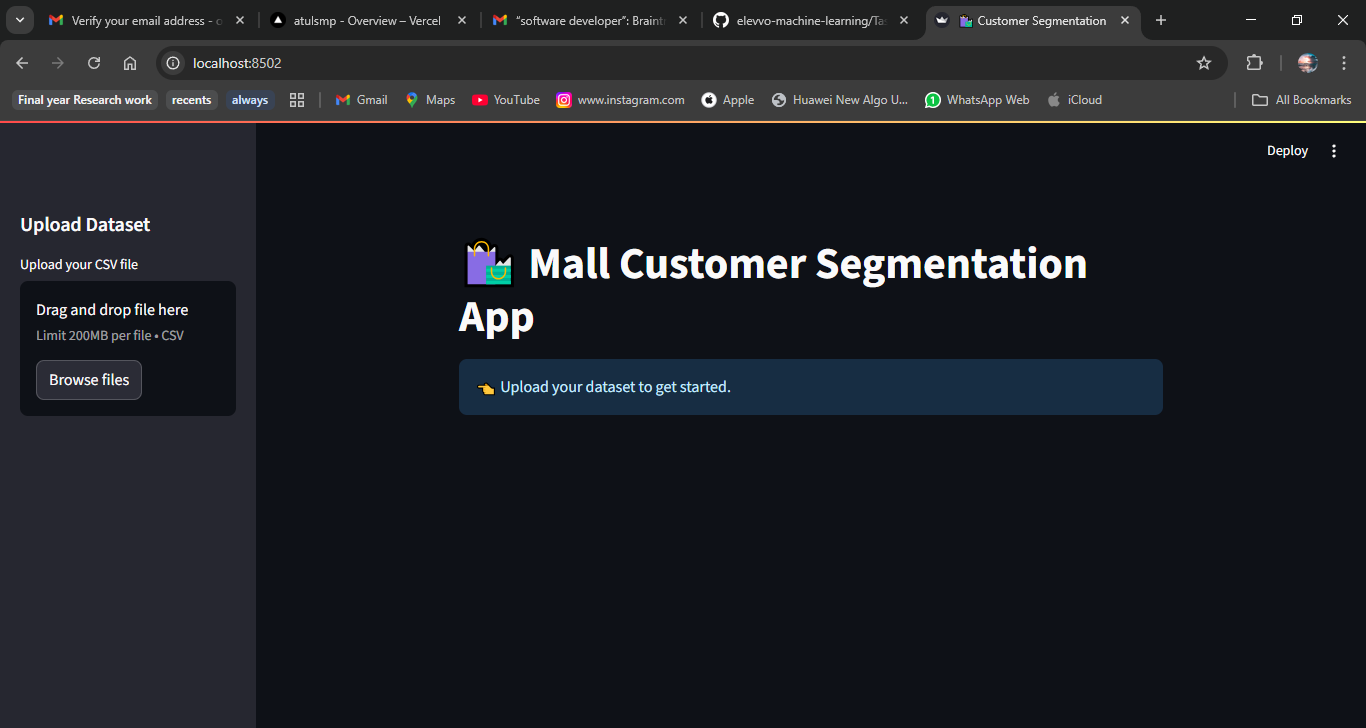 Verify your email address - 
atulsmp - Overview – Vercel
"software developer": Braint
elevvo-machine-learning/Ta
Customer Segmentation
localhost:8502
Final year Research work
recents
always
Gmail
Maps
YouTube
www.instagram.com
Apple
Huawei New Algo U...
WhatsApp Web
iCloud
All Bookmarks
Deploy
Upload Dataset
Upload your CSV file
Drag and drop file here
Limit 200MB per file • CSV
Browse files
Mall Customer Segmentation
App
Upload your dataset to get started.